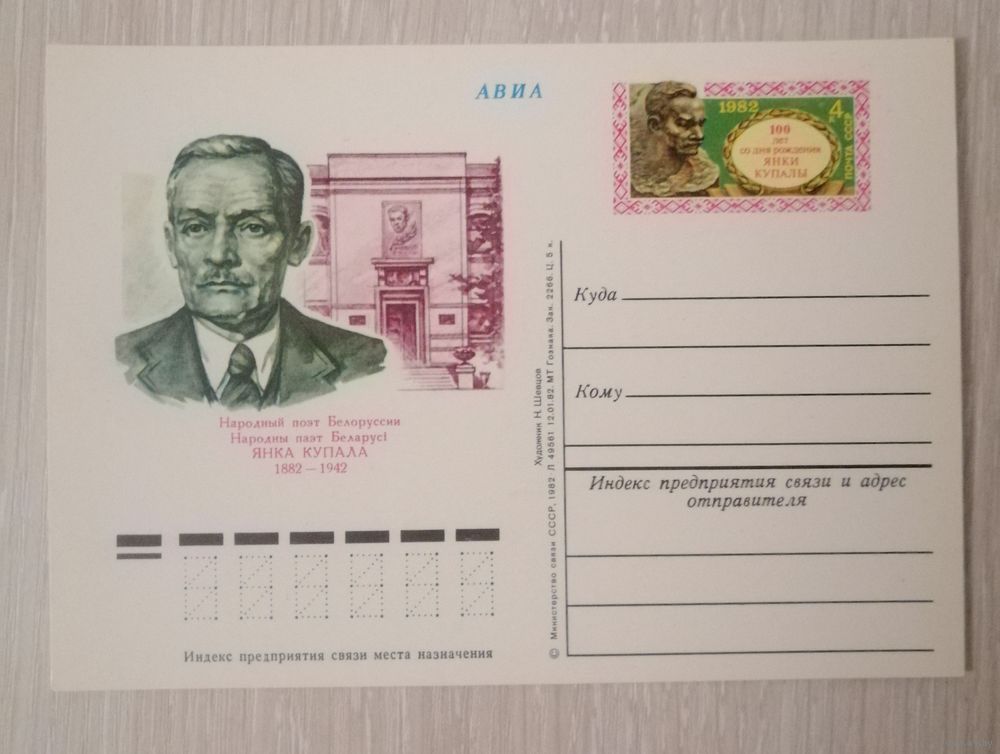 АВИА
1982
4
к
ПОЧТА СССР
100
лет
со дня рождения
ЯНКИ
КУПАЛЫ
Народный поэт Белоруссии
Народны паэт Беларусі
ЯНКА КУПАЛА
1882 — 1942
Индекс предприятия связи места назначения
© Министерство связи СССР, 1982. Л 49561 12.01.82. МТ Гознака. Зак. 2266. Ц. 5 к.
Художник Н. Шевцов
Куда
Кому
Индекс предприятия связи и адрес
отправителя